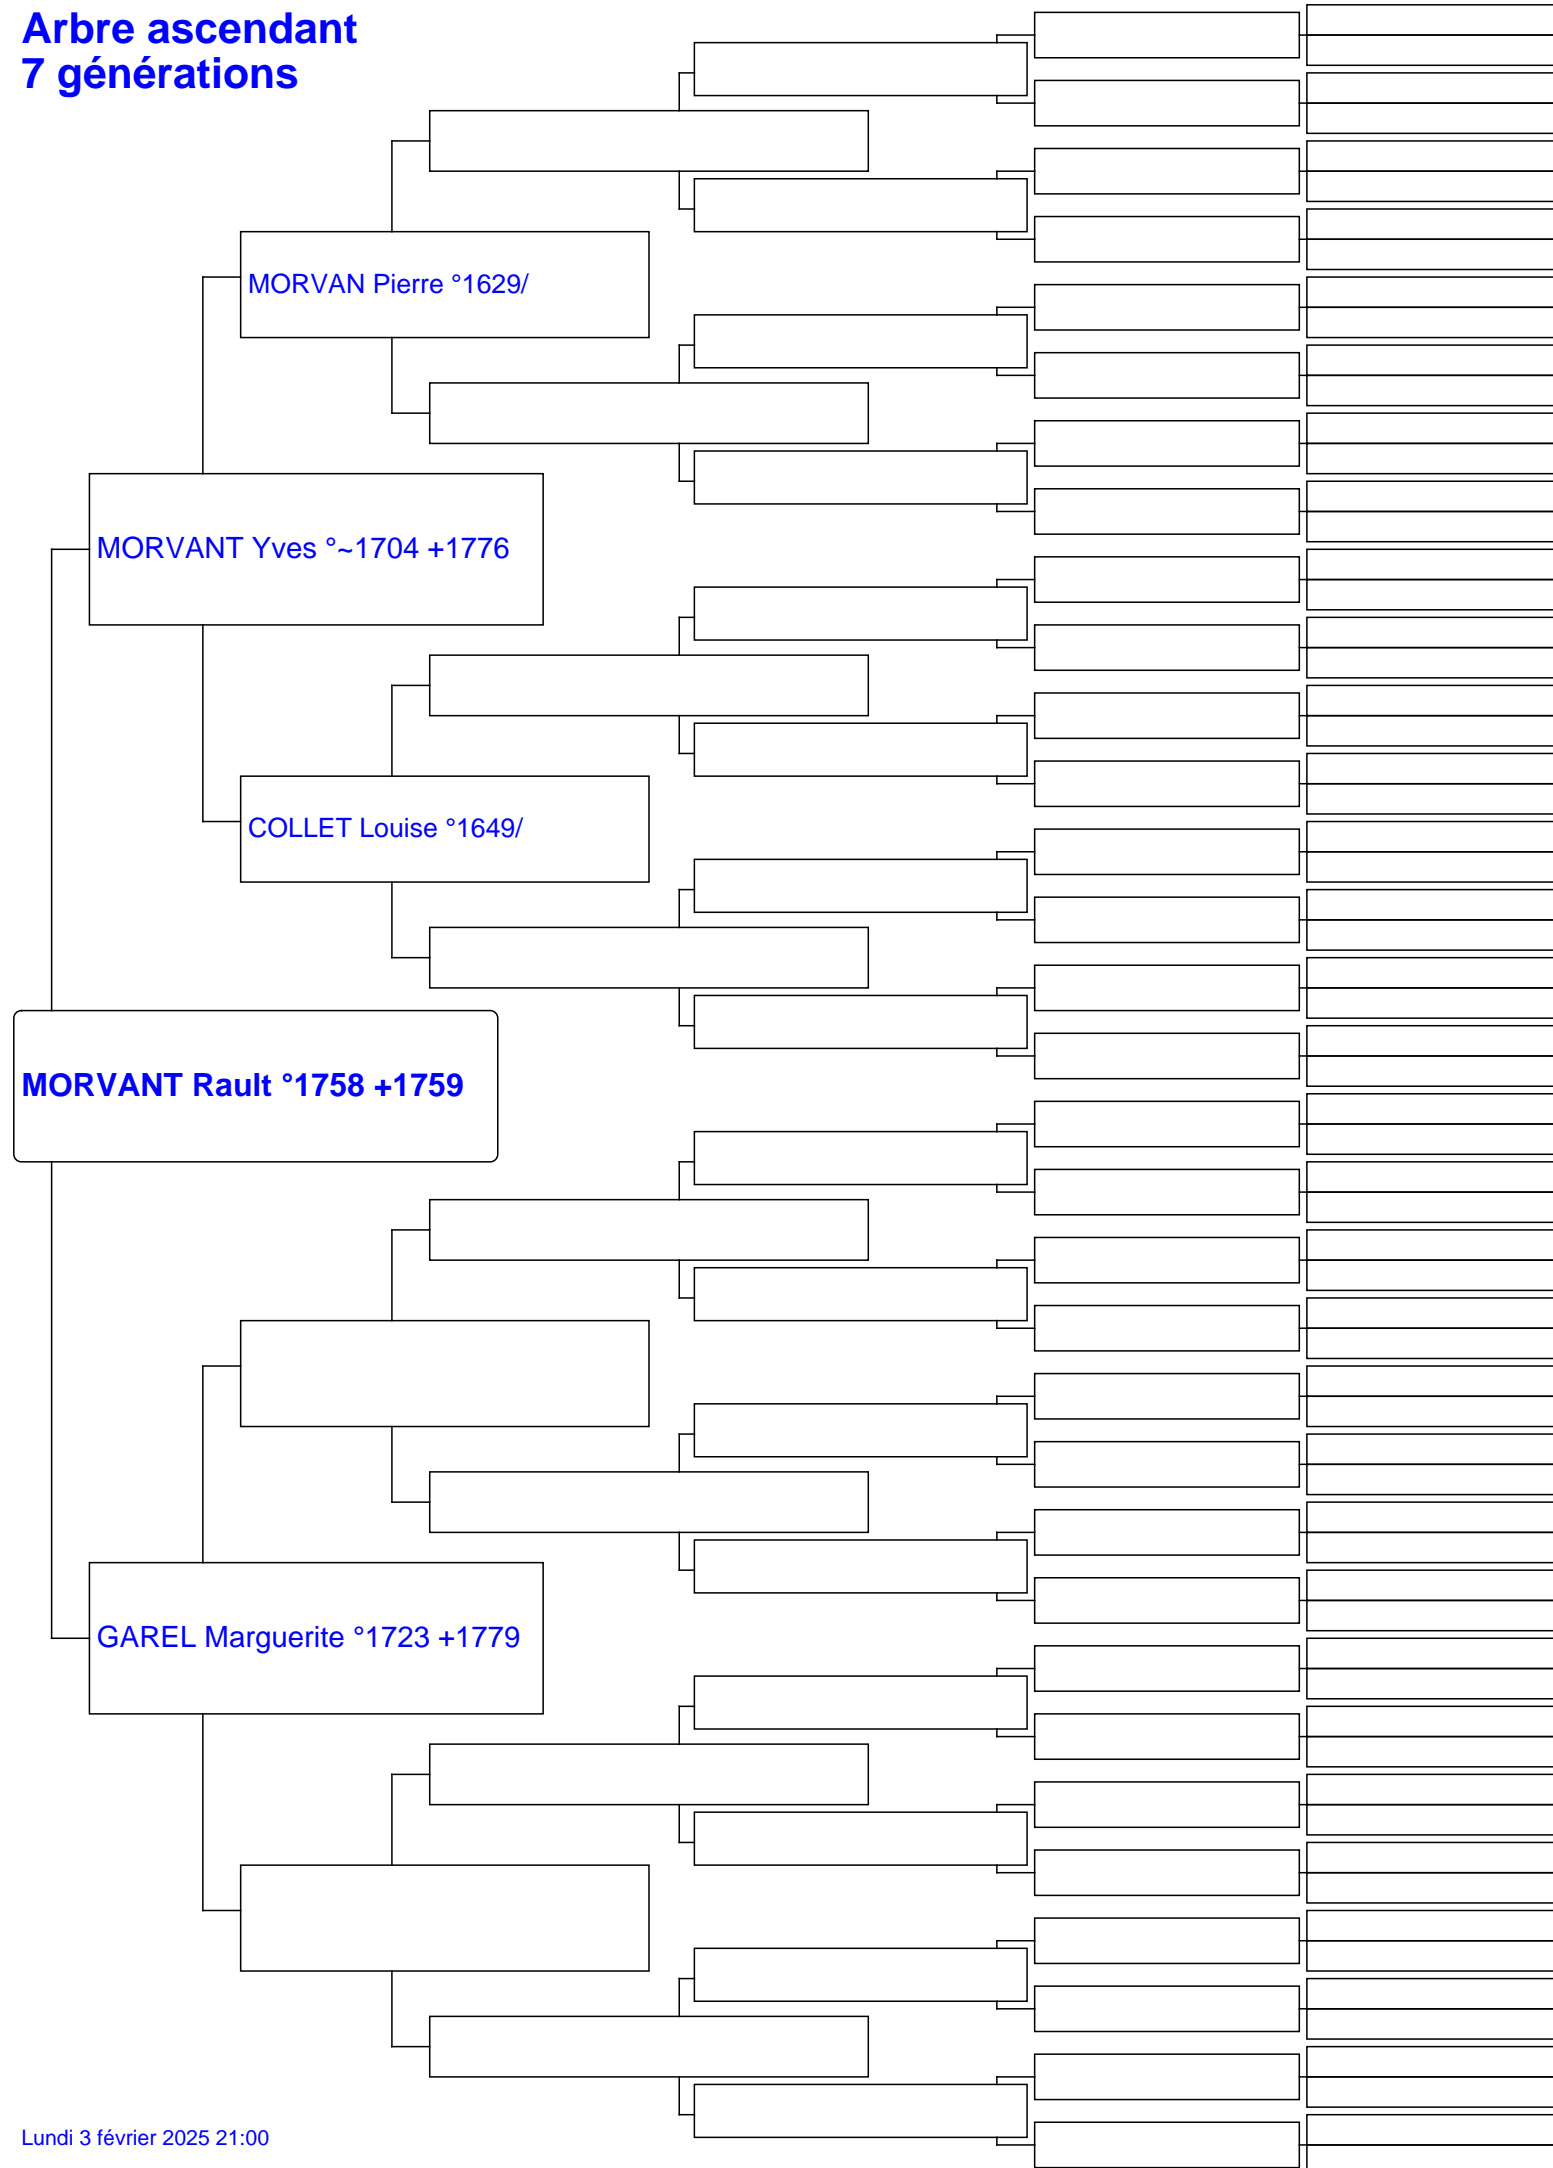 Arbre ascendant
7 générations
MORVAN Pierre °1629/
MORVANT Yves °~1704 +1776
COLLET Louise °1649/
MORVANT Rault °1758 +1759
GAREL Marguerite °1723 +1779
Lundi 3 février 2025 21:00